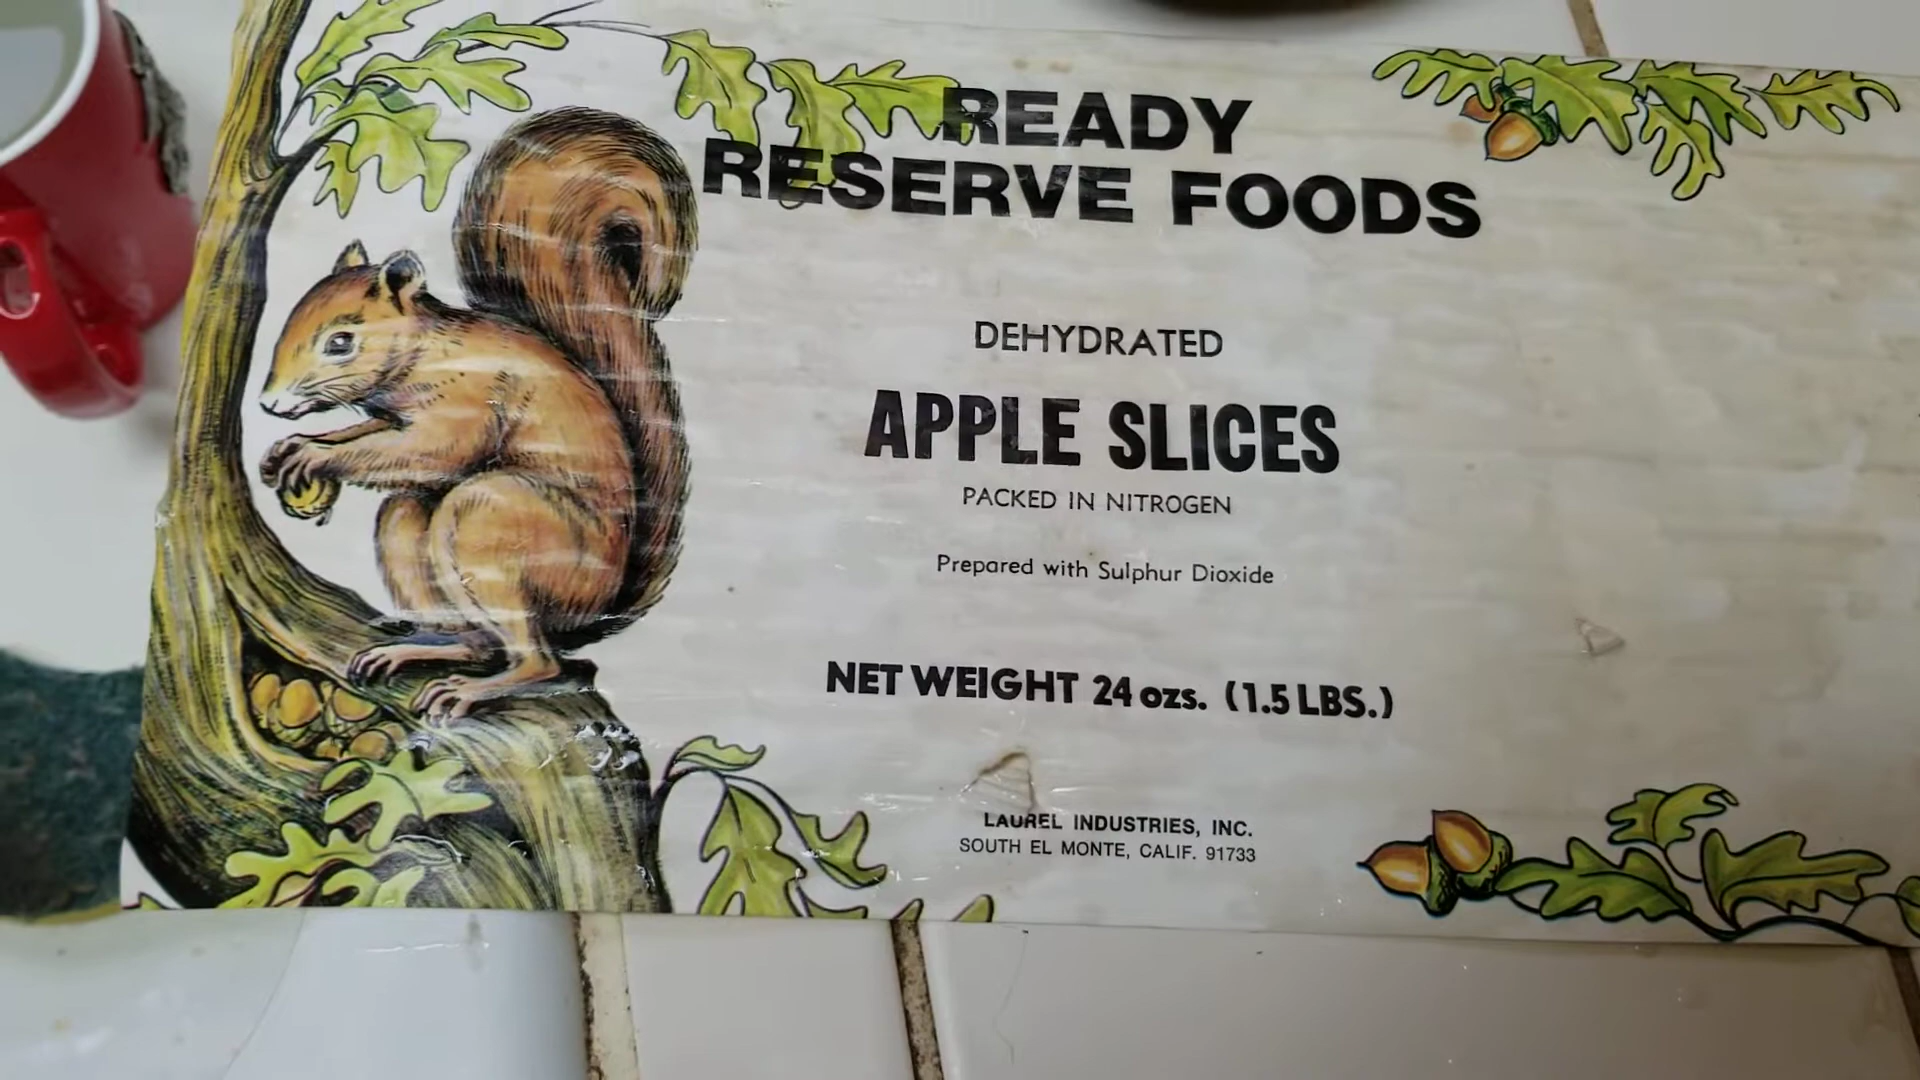 READY
RESERVE FOODS
DEHYDRATED
APPLE SLICES
PACKED IN NITROGEN
Prepared with Sulphur Dioxide
NET WEIGHT 24 ozs. (1.5 LBS.)
LAUREL INDUSTRIES, INC.
SOUTH EL MONTE, CALIF. 91733